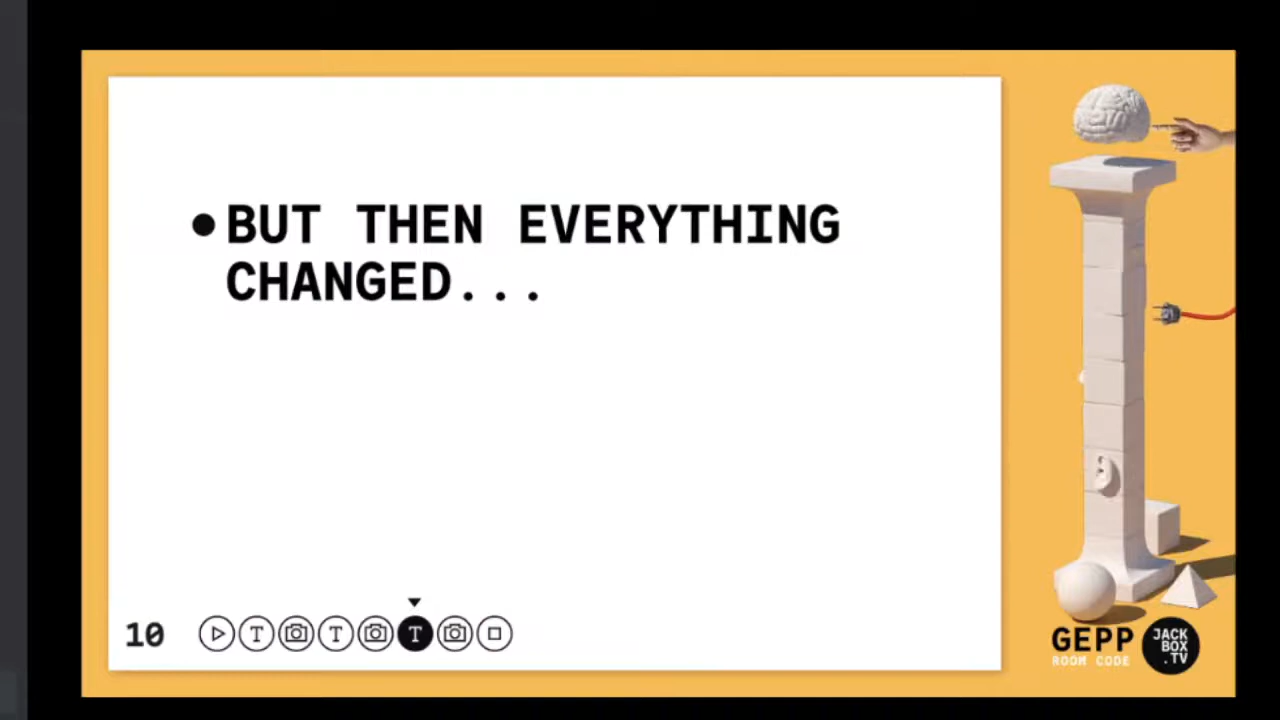 •BUT THEN EVERYTHING
CHANGED...
10
T
T
T
GEPP
ROOM CODE
JACK
BOX
.TV